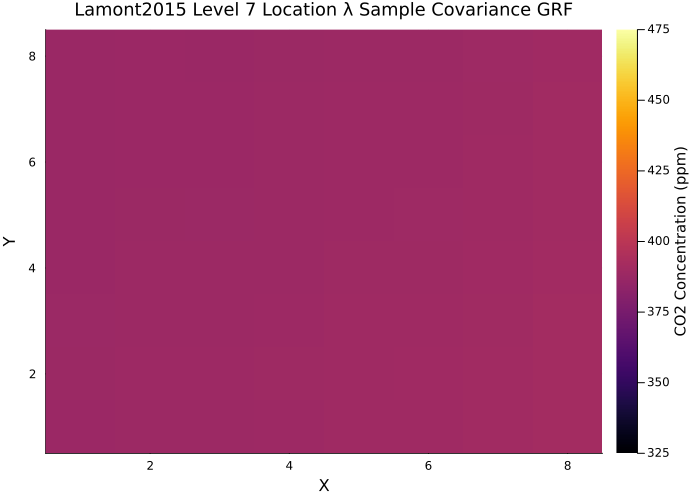 Lamont2015 Level 7 Location λ Sample Covariance GRF
8
6
4
2
Y
2 4 6 8
X
475
450
425
400
375
350
325
CO2 Concentration (ppm)